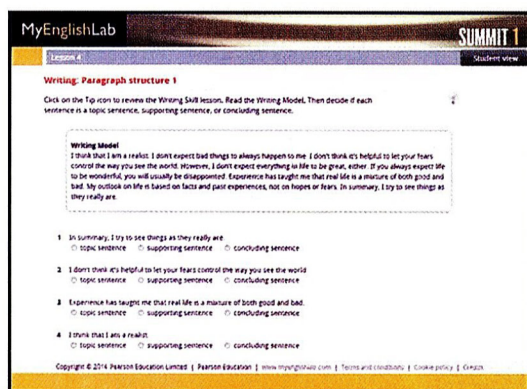 MyEnglishLab
SUMMIT 1
Lesson 4
Student view
Writing: Paragraph structure 1
Click on the Tip icon to review the Writing Skill lesson. Read the Writing Model. Then decide if each
sentence is a topic sentence, supporting sentence, or concluding sentence.
Writing Model
I think that I am a realist. I don't expect bad things to always happen to me. I don't think it's helpful to let your fears
control the way you see the world. However, I don't expect everything in life to be great, either. If you always expect life
to be wonderful, you will usually be disappointed. Experience has taught me that real life is a mixture of both good and
bad. My outlook on life is based on facts and past experiences, not on hopes or fears. In summary, I try to see things as
they really are.
1 In summary, I try to see things as they really are.
topic sentence supporting sentence concluding sentence
2 I don't think it's helpful to let your fears control the way you see the world
topic sentence supporting sentence concluding sentence
3 Experience has taught me that real life is a mixture of both good and bad.
topic sentence supporting sentence concluding sentence
4 I think that I am a realist.
topic sentence supporting sentence concluding sentence
Copyright © 2014 Pearson Education Limited | Pearson Education | www.myenglishlab.com | Terms and conditions | Cookie policy | Credits